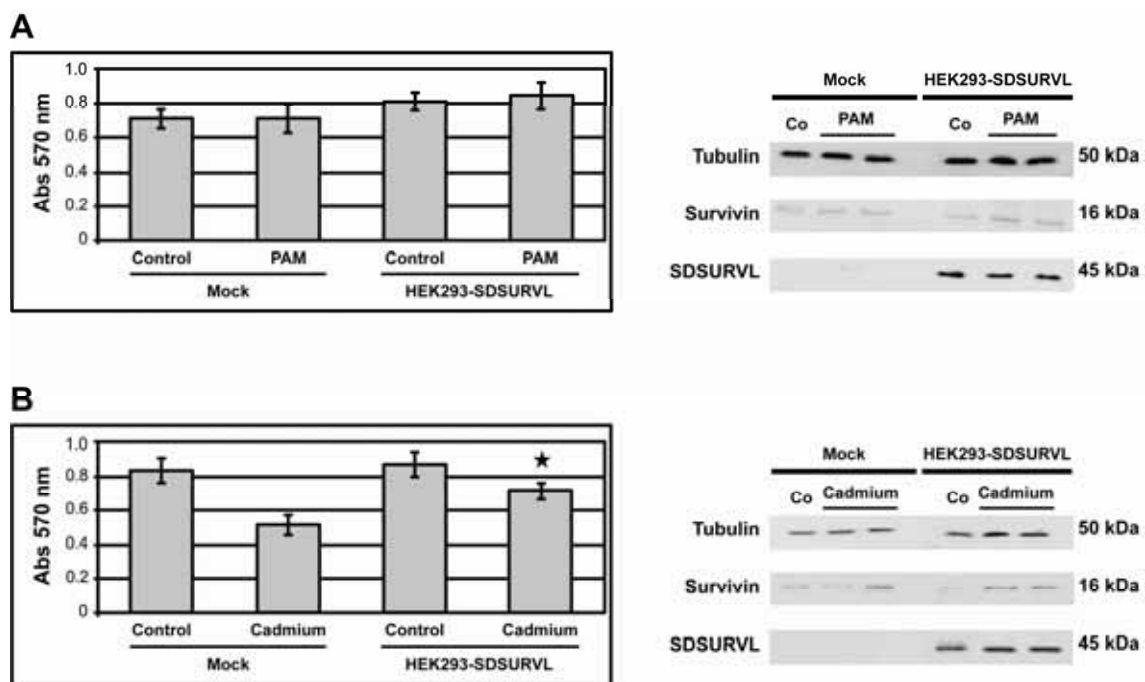 A
Abs 570 nm
1.0
0.8
0.6
0.4
0.2
0
Control PAM Control PAM
Mock HEK293-SDSURVL
Mock HEK293-SDSURVL
Co PAM Co PAM
Tubulin 50 kDa
Survivin 16 kDa
SDSURVL 45 kDa
B
Abs 570 nm
1.0
0.8
0.6
0.4
0.2
0
Control Cadmium Control Cadmium
Mock HEK293-SDSURVL
Mock HEK293-SDSURVL
Co Cadmium Co Cadmium
Tubulin 50 kDa
Survivin 16 kDa
SDSURVL 45 kDa